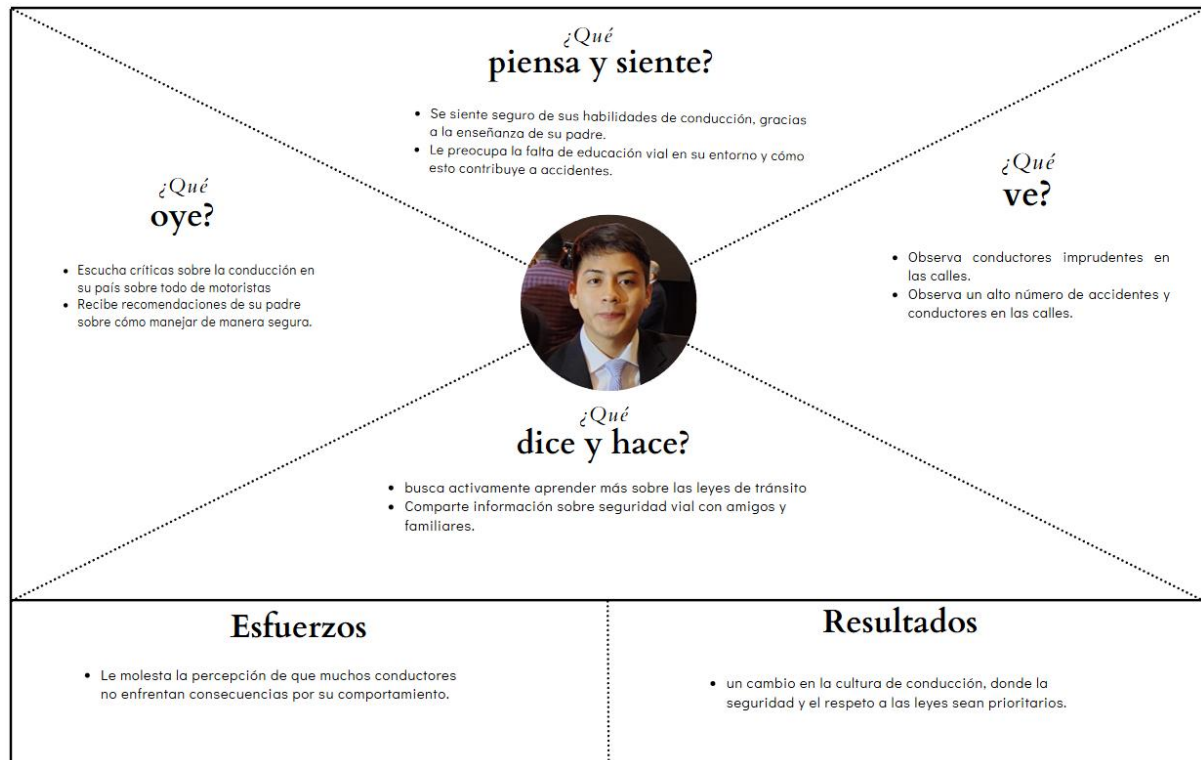 ¿Qué
piensa y siente?
• Se siente seguro de sus habilidades de conducción, gracias
a la enseñanza de su padre.
• Le preocupa la falta de educación vial en su entorno y cómo
esto contribuye a accidentes.
¿Qué
oye?
• Escucha críticas sobre la conducción en
su país sobre todo de motoristas
• Recibe recomendaciones de su padre
sobre cómo manejar de manera segura.
¿Qué
ve?
• Observa conductores imprudentes en
las calles.
• Observa un alto número de accidentes y
conductores en las calles.
¿Qué
dice y hace?
• busca activamente aprender más sobre las leyes de tránsito
• Comparte información sobre seguridad vial con amigos y
familiares.
Esfuerzos
• Le molesta la percepción de que muchos conductores
no enfrentan consecuencias por su comportamiento.
Resultados
• un cambio en la cultura de conducción, donde la
seguridad y el respeto a las leyes sean prioritarios.